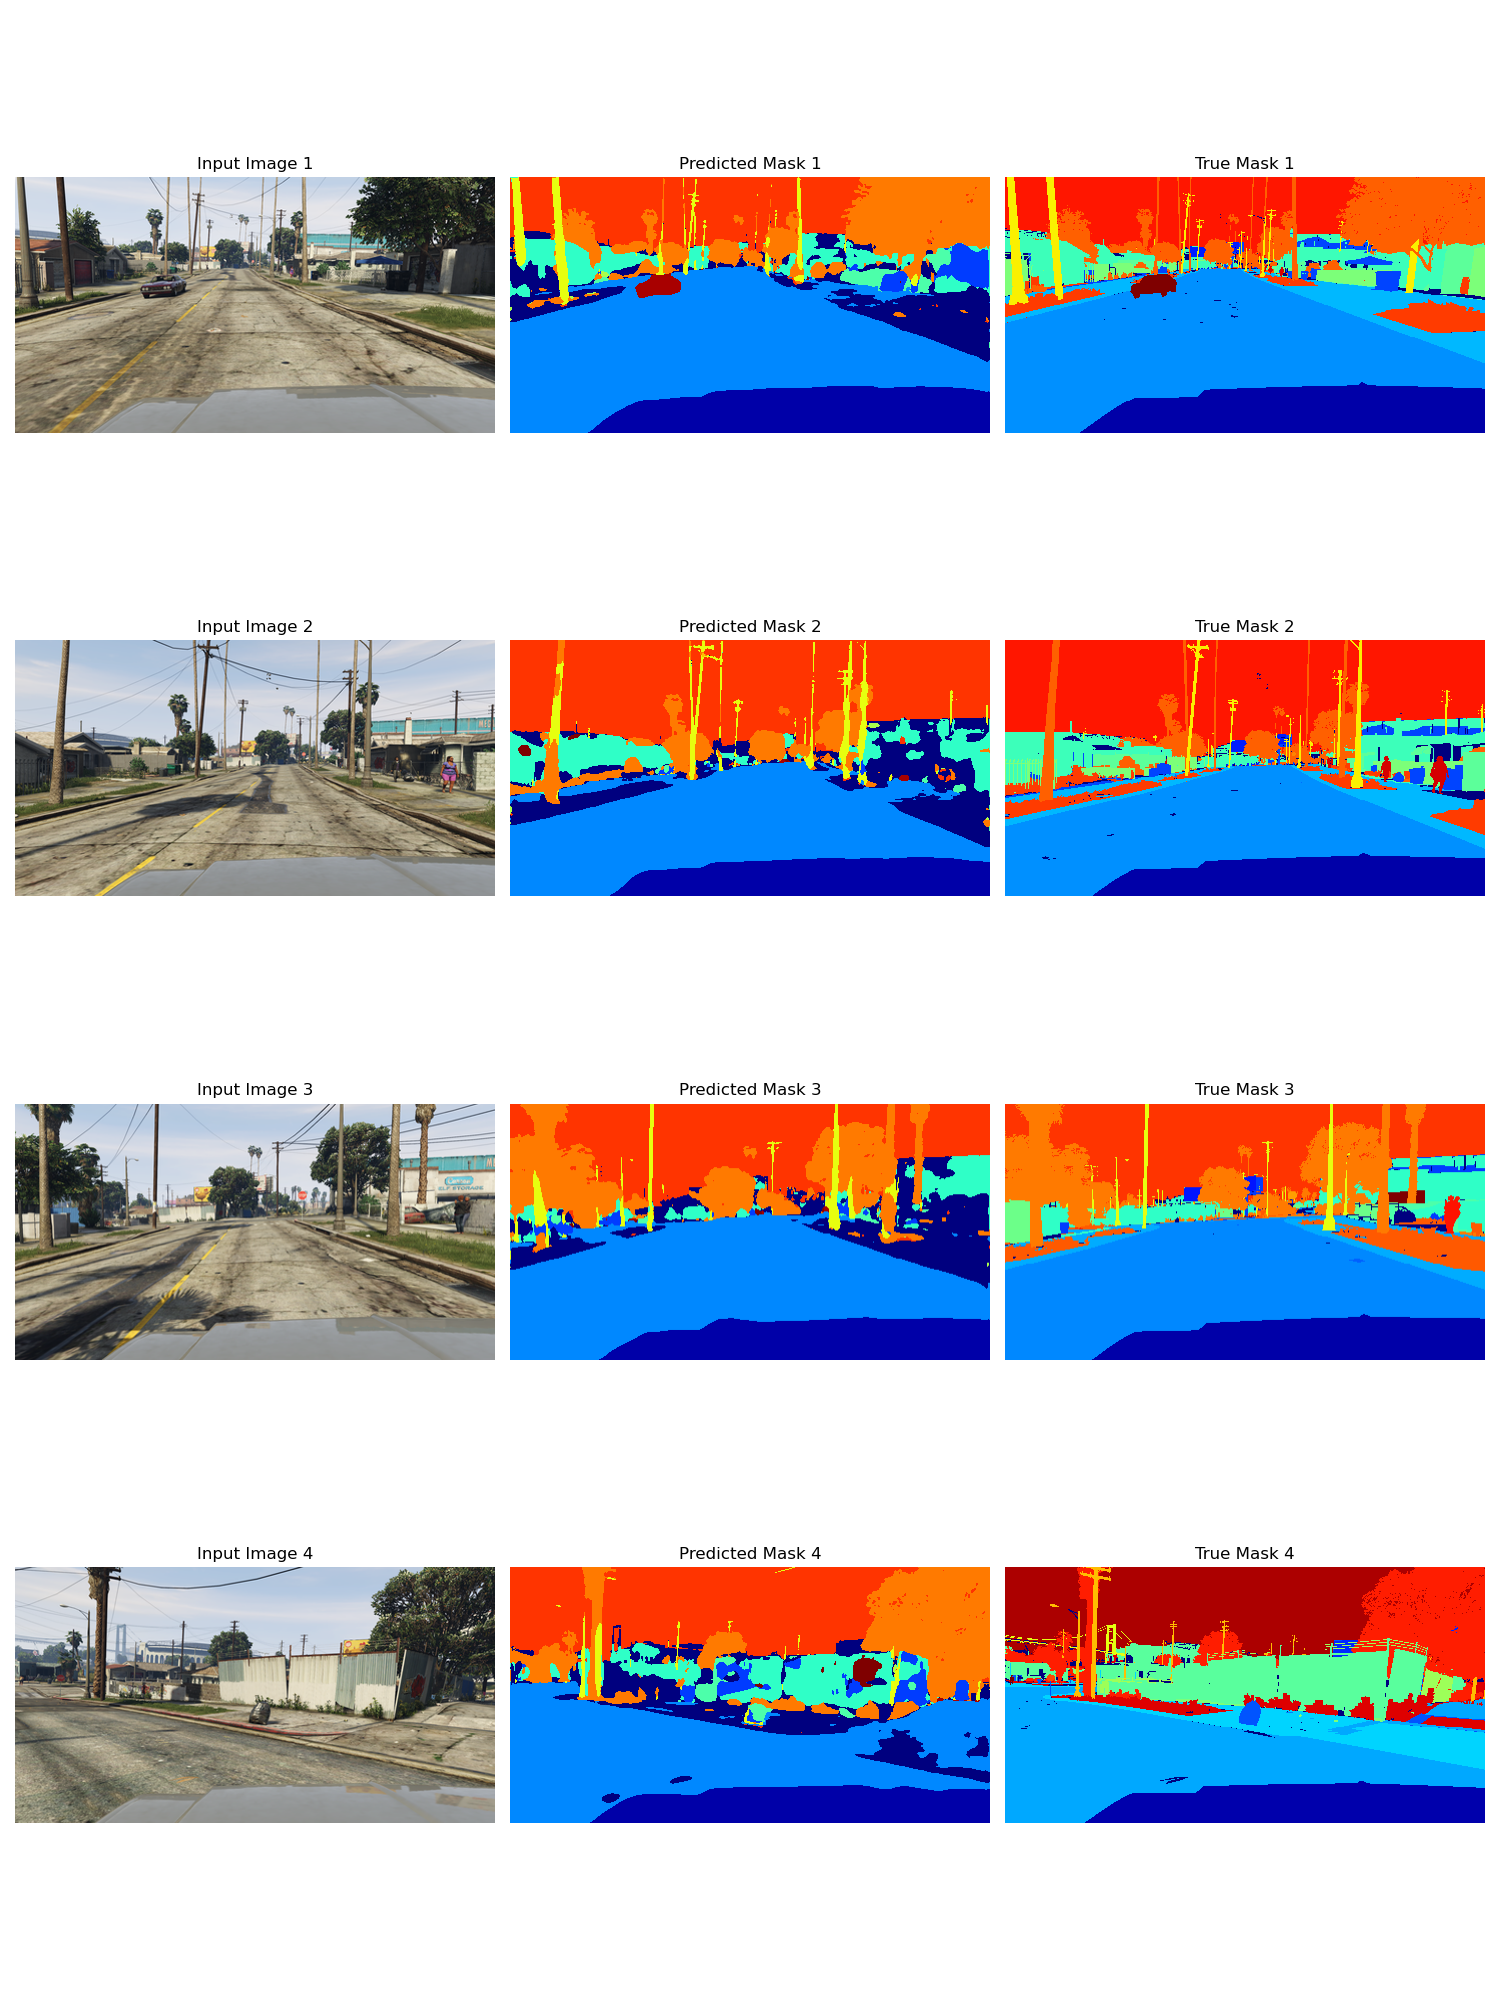 Input Image 1
Predicted Mask 1
True Mask 1
Input Image 2
Predicted Mask 2
True Mask 2
Input Image 3
Predicted Mask 3
True Mask 3
Input Image 4
Predicted Mask 4
True Mask 4